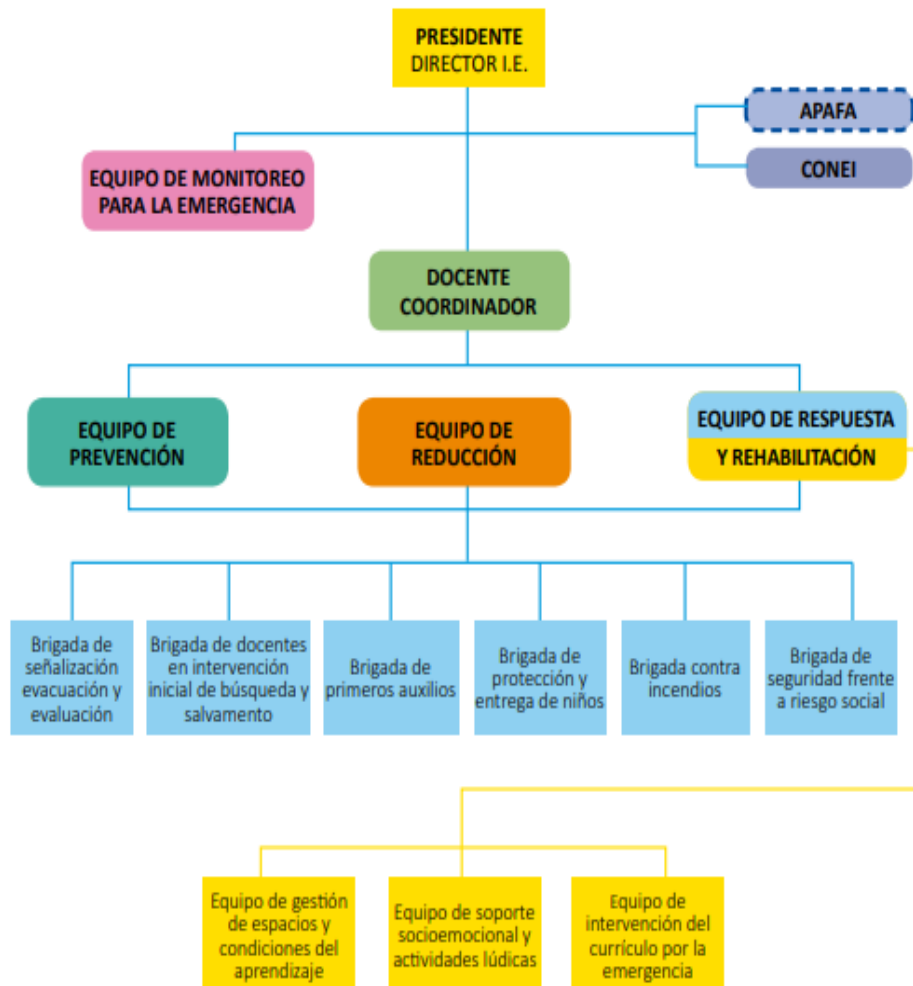 PRESIDENTE
DIRECTOR I.E.
APAFA
CONEI
EQUIPO DE MONITOREO
PARA LA EMERGENCIA
DOCENTE
COORDINADOR
EQUIPO DE
PREVENCIÓN
EQUIPO DE
REDUCCIÓN
EQUIPO DE RESPUESTA
Y REHABILITACIÓN
Brigada de
señalización
evacuación y
evaluación
Brigada de docentes
en intervención
inicial de búsqueda y
salvamento
Brigada de
primeros auxilios
Brigada de
protección y
entrega de niños
Brigada contra
incendios
Brigada de
seguridad frente
a riesgo social
Equipo de gestión
de espacios y
condiciones del
aprendizaje
Equipo de soporte
socioemocional y
actividades lúdicas
Equipo de
intervención del
currículo por la
emergencia